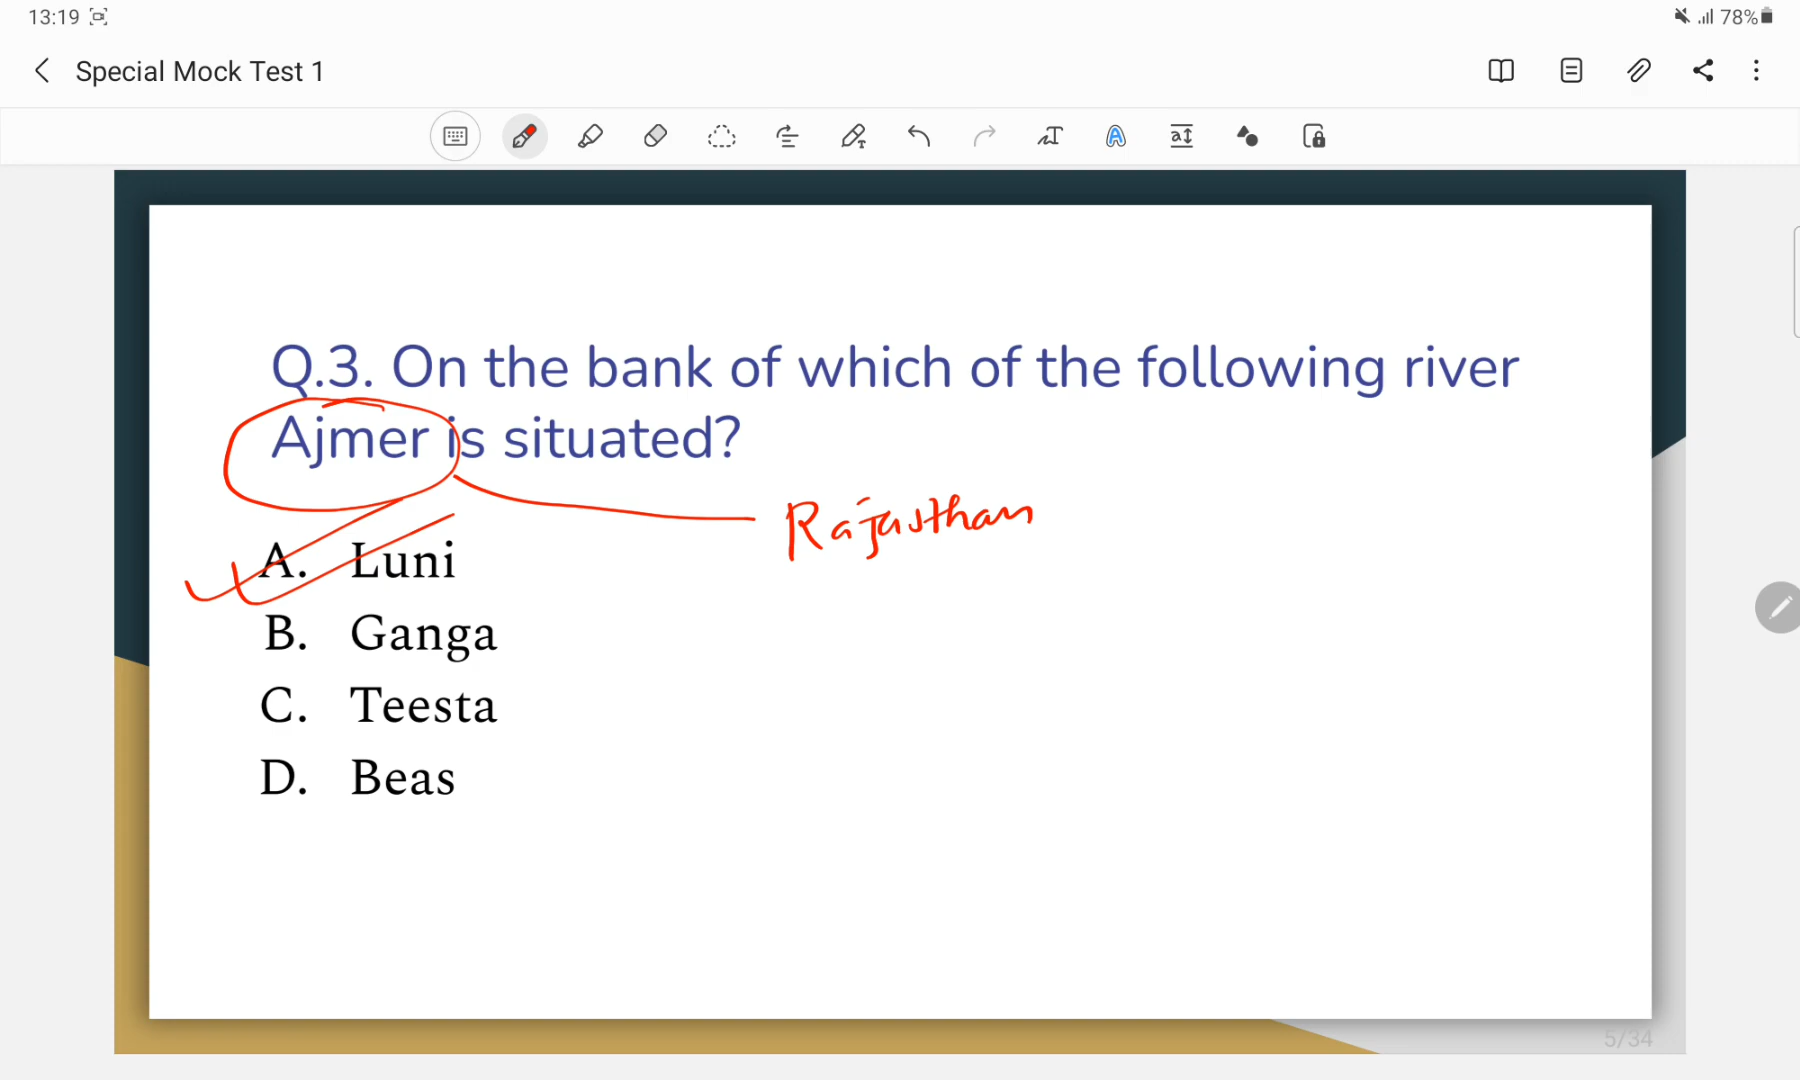 13:19
78%
Special Mock Test 1
Q.3. On the bank of which of the following river
Ajmer is situated?
Rajasthan
A. Luni
B. Ganga
C. Teesta
D. Beas
5/34